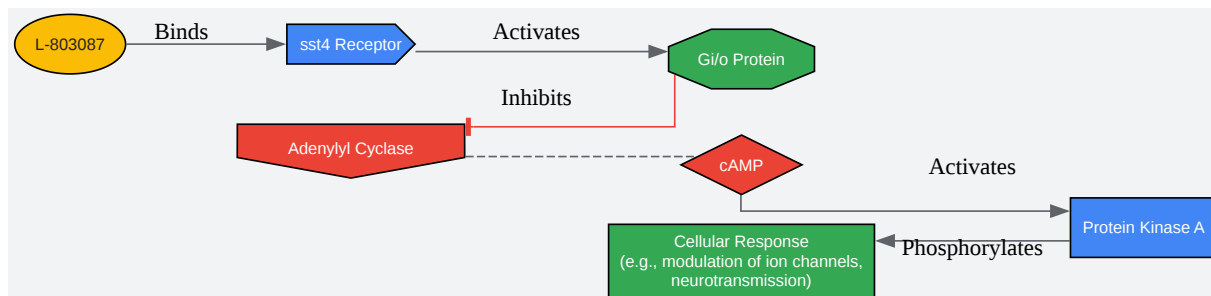 L-803087
Binds
sst4 Receptor
Activates
Gi/o Protein
Inhibits
Adenylyl Cyclase
cAMP
Activates
Protein Kinase A
Phosphorylates
Cellular Response
(e.g., modulation of ion channels,
neurotransmission)